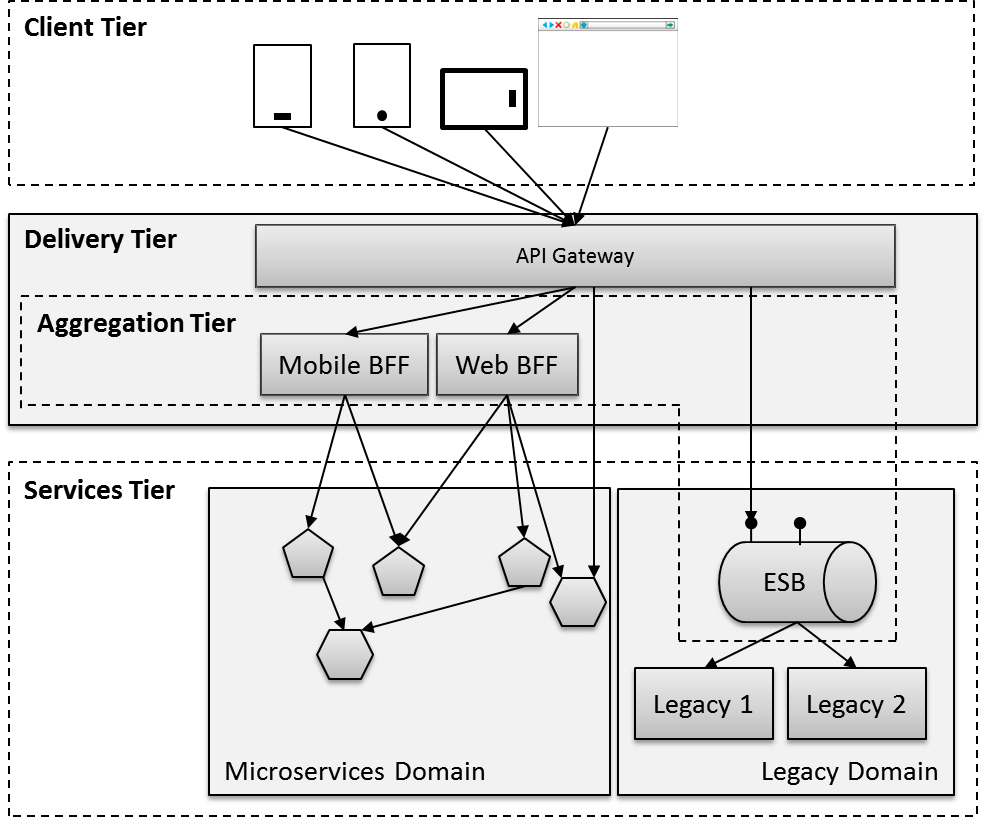 Client Tier
Delivery Tier
API Gateway
Aggregation Tier
Mobile BFF
Web BFF
Services Tier
ESB
Legacy 1
Legacy 2
Microservices Domain
Legacy Domain